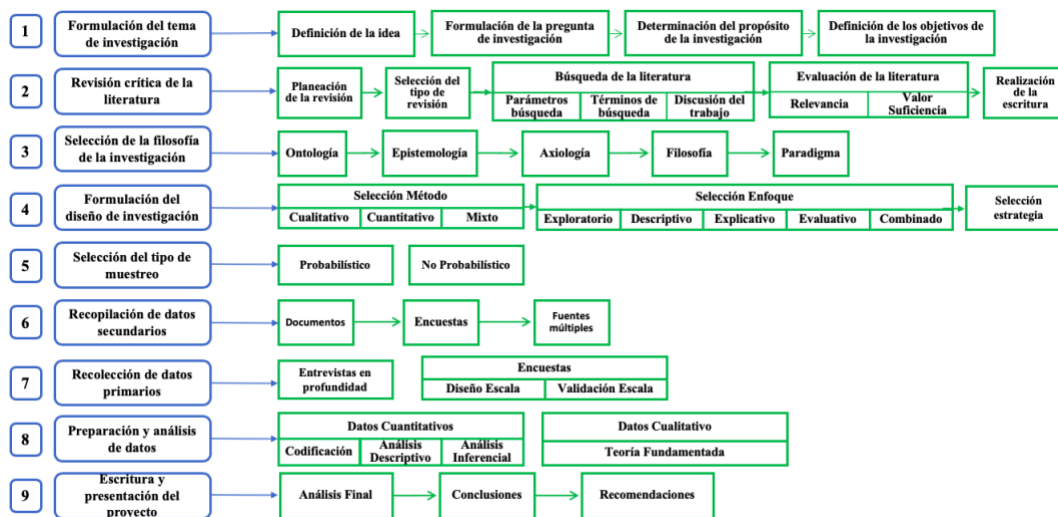 1
Formulación del tema
de investigación
Definición de la idea
Formulación de la pregunta
de investigación
Determinación del propósito
de la investigación
Definición de los objetivos de
la investigación
2
Revisión crítica de la
literatura
Planeación
de la revisión
Selección del
tipo de
revisión
Búsqueda de la literatura
Parámetros
búsqueda
Términos de
búsqueda
Discusión del
trabajo
Evaluación de la literatura
Relevancia
Valor
Suficiencia
Realización
de la
escritura
3
Selección de la filosofía
de la investigación
Ontología
Epistemología
Axiología
Filosofía
Paradigma
4
Formulación del
diseño de investigación
Selección Método
Cualitativo
Cuantitativo
Mixto
Selección Enfoque
Exploratorio
Descriptivo
Explicativo
Evaluativo
Combinado
Selección
estrategia
5
Selección del tipo de
muestreo
Probabilístico
No Probabilístico
6
Recopilación de datos
secundarios
Documentos
Encuestas
Fuentes
múltiples
7
Recolección de datos
primarios
Entrevistas en
profundidad
Encuestas
Diseño Escala
Validación Escala
8
Preparación y análisis
de datos
Datos Cuantitativos
Codificación
Análisis
Descriptivo
Análisis
Inferencial
Datos Cualitativo
Teoría Fundamentada
9
Escritura y
presentación del
proyecto
Análisis Final
Conclusiones
Recomendaciones